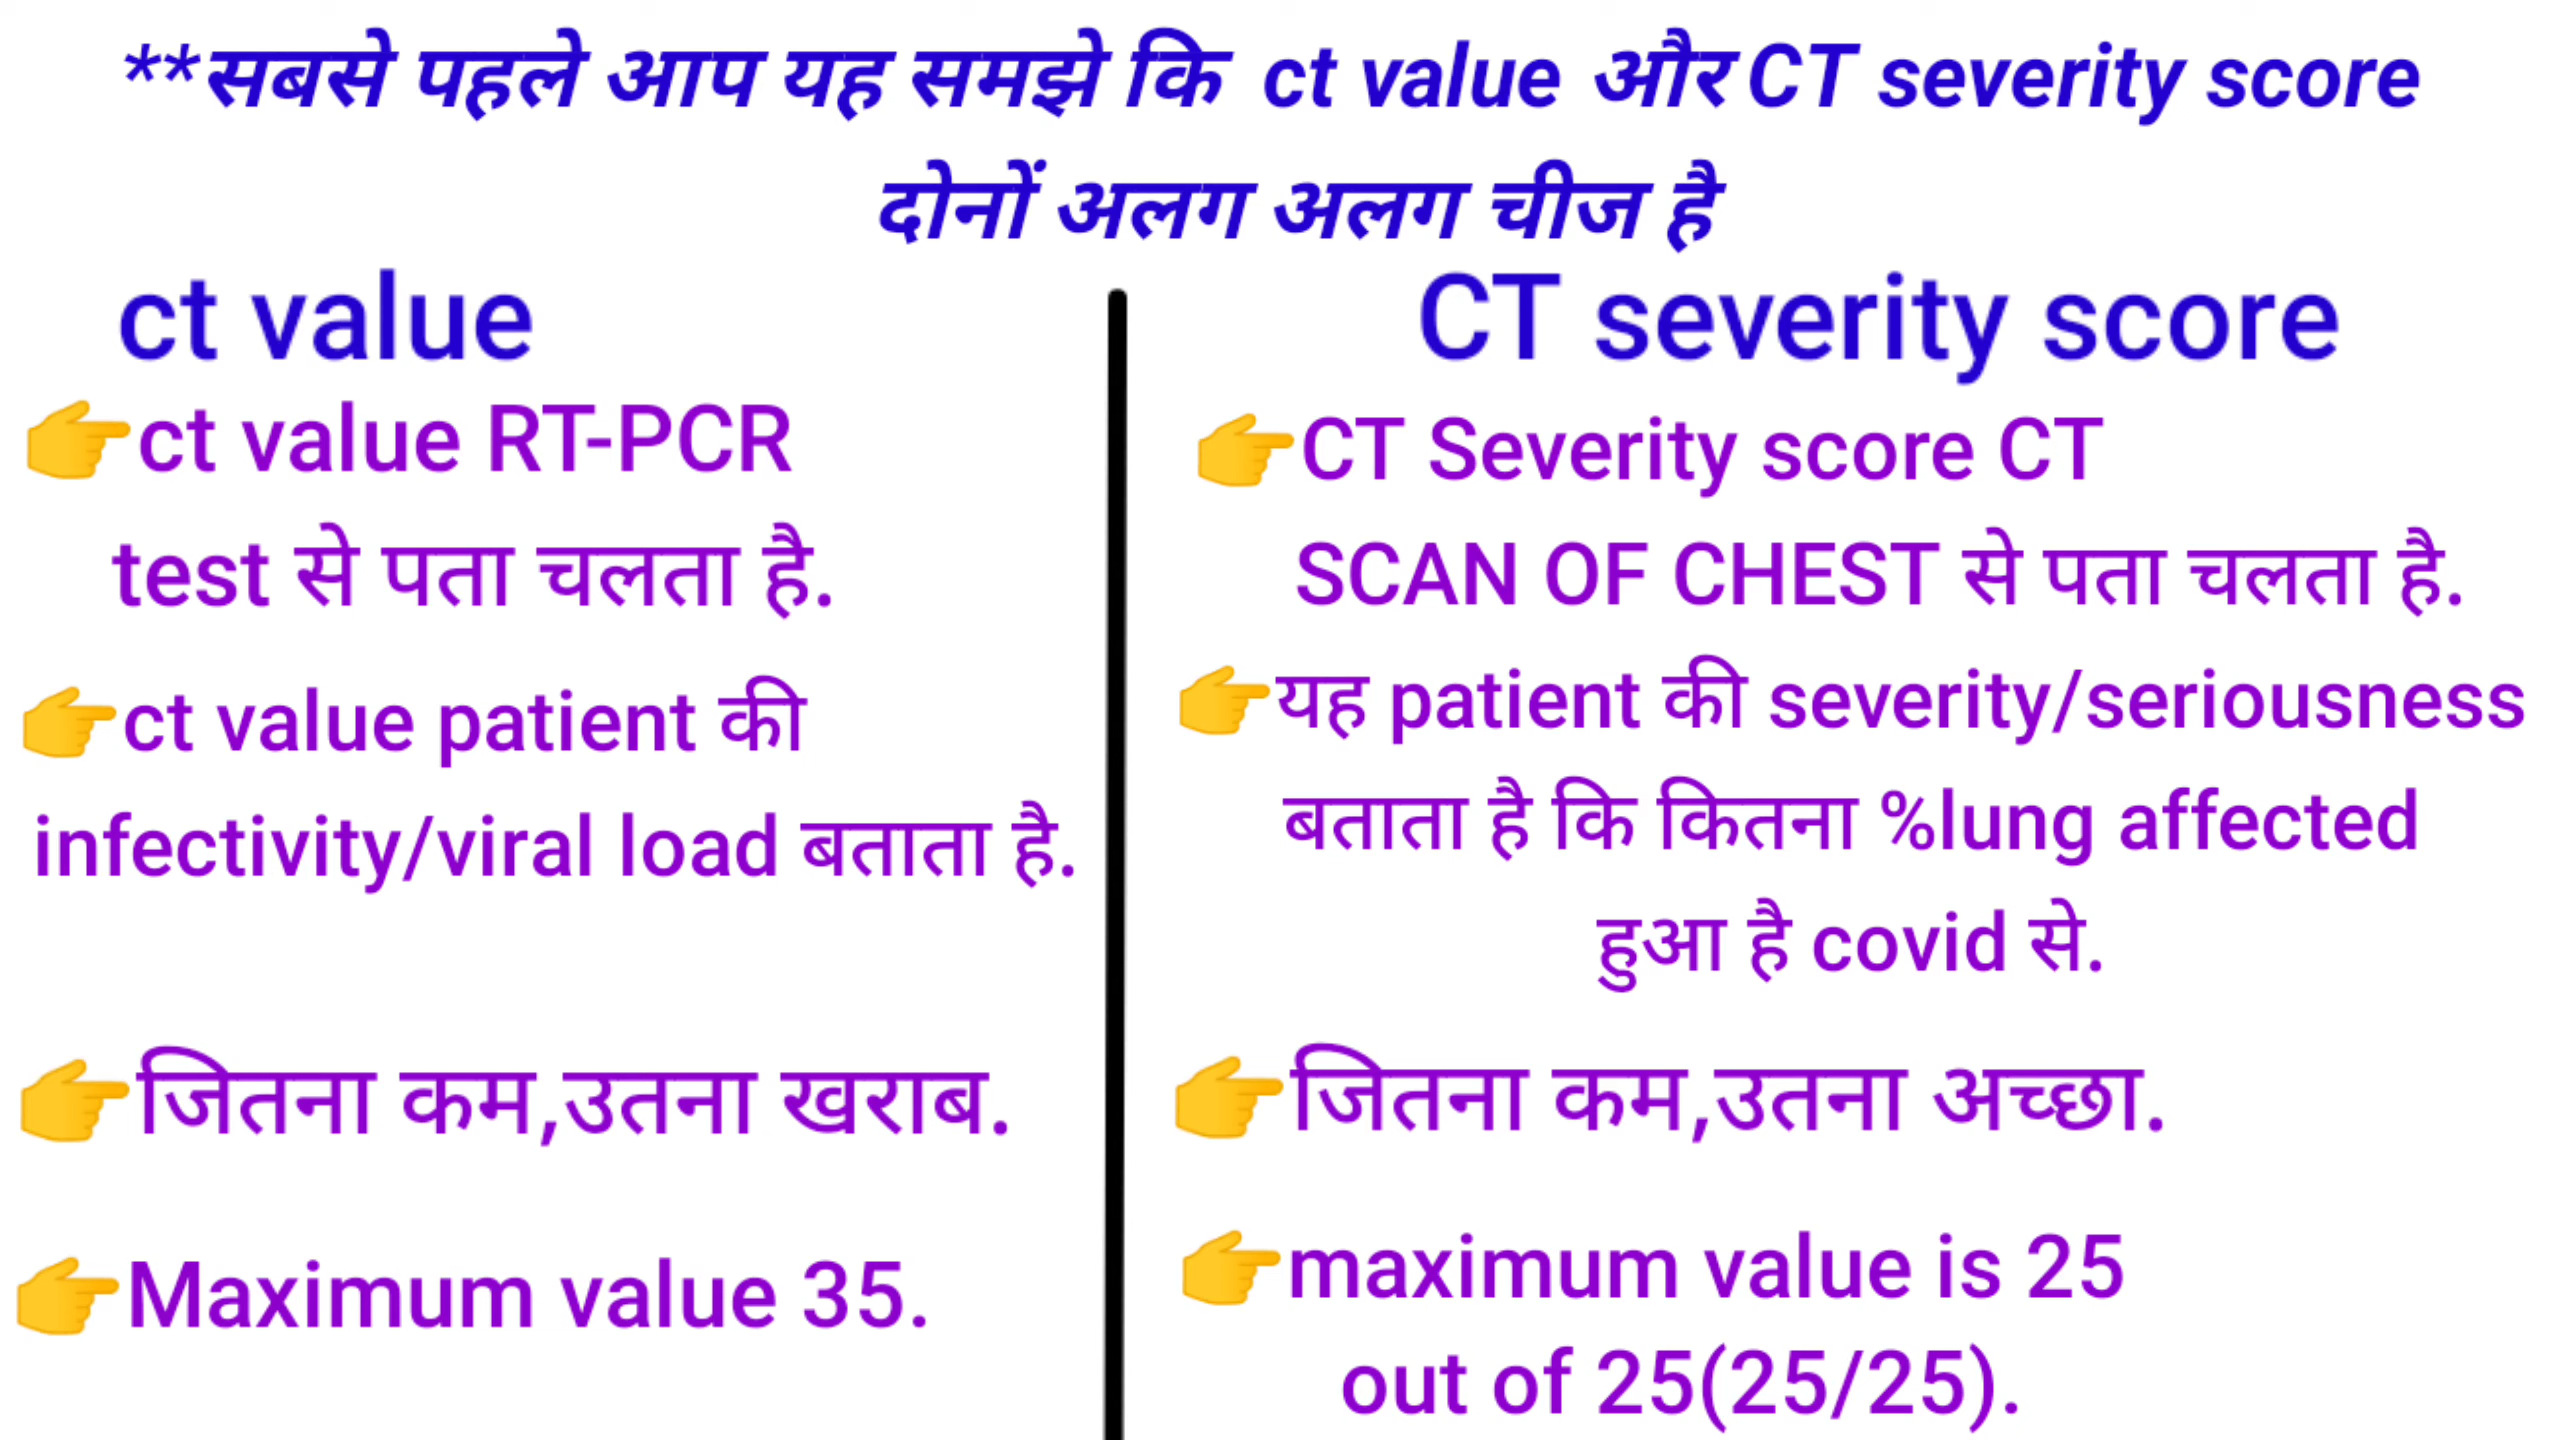 **सबसे पहले आप यह समझे कि ct value और CT severity score
दोनों अलग अलग चीज है
ct value
👉ct value RT-PCR
test से पता चलता है.
👉ct value patient की
infectivity/viral load बताता है.
👉जितना कम,उतना खराब.
👉Maximum value 35.
CT severity score
👉CT Severity score CT
SCAN OF CHEST से पता चलता है.
👉यह patient की severity/seriousness
बताता है कि कितना %lung affected
हुआ है covid से.
👉जितना कम,उतना अच्छा.
👉maximum value is 25
out of 25(25/25).